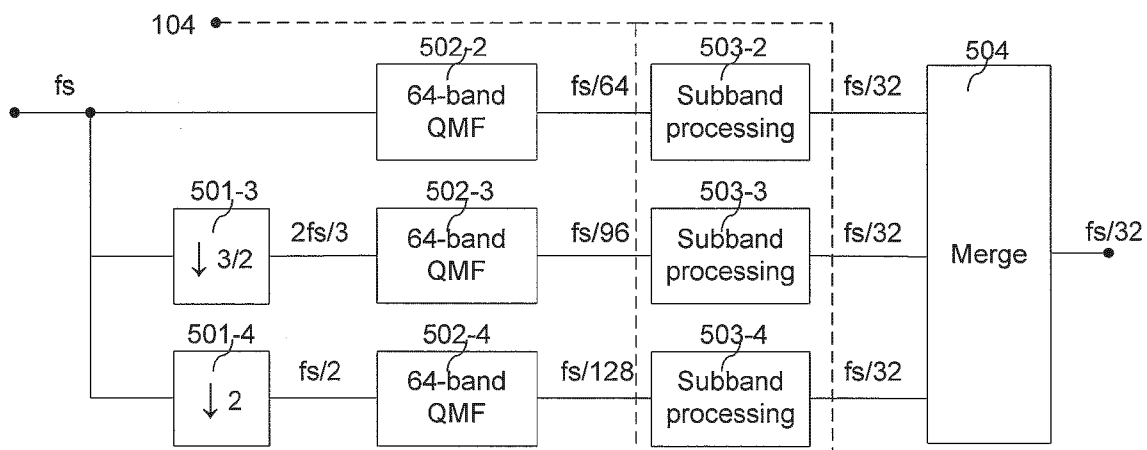 104
502-2
503-2
504
fs
64-band
QMF
fs/64
Subband
processing
fs/32
501-3
502-3
503-3
↓ 3/2
2fs/3
64-band
QMF
fs/96
Subband
processing
fs/32
Merge
fs/32
501-4
502-4
503-4
↓ 2
fs/2
64-band
QMF
fs/128
Subband
processing
fs/32